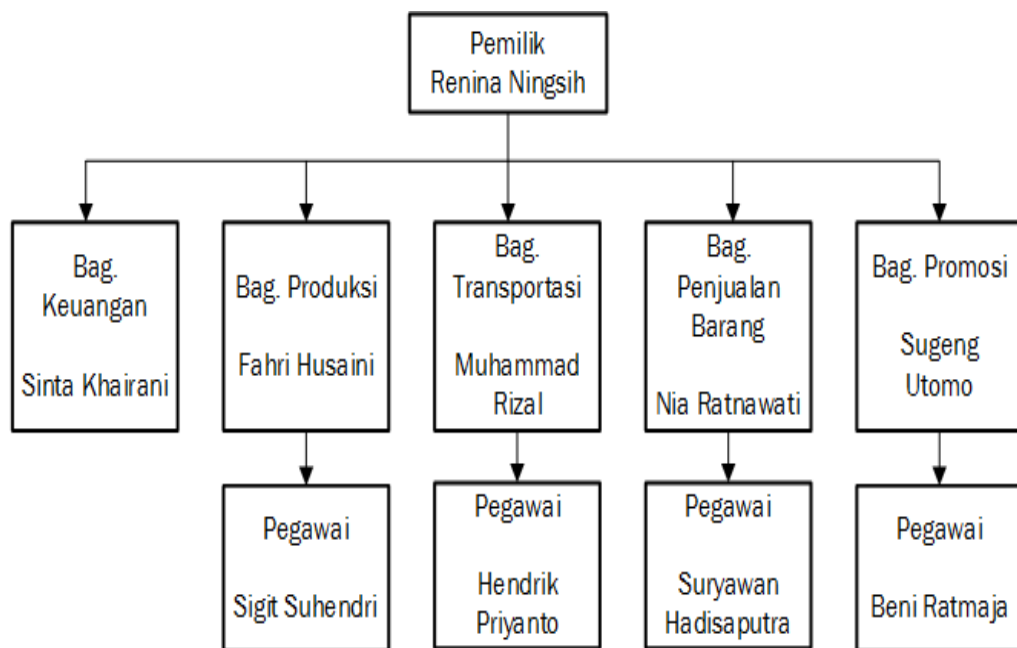 Pemilik
Renina Ningsih
Bag.
Keuangan
Sinta Khairani
Bag. Produksi
Fahri Husaini
Bag.
Transportasi
Muhammad
Rizal
Bag.
Penjualan
Barang
Nia Ratnawati
Bag. Promosi
Sugeng
Utomo
Pegawai
Sigit Suhendri
Pegawai
Hendrik
Priyanto
Pegawai
Suryawan
Hadisaputra
Pegawai
Beni Ratmaja